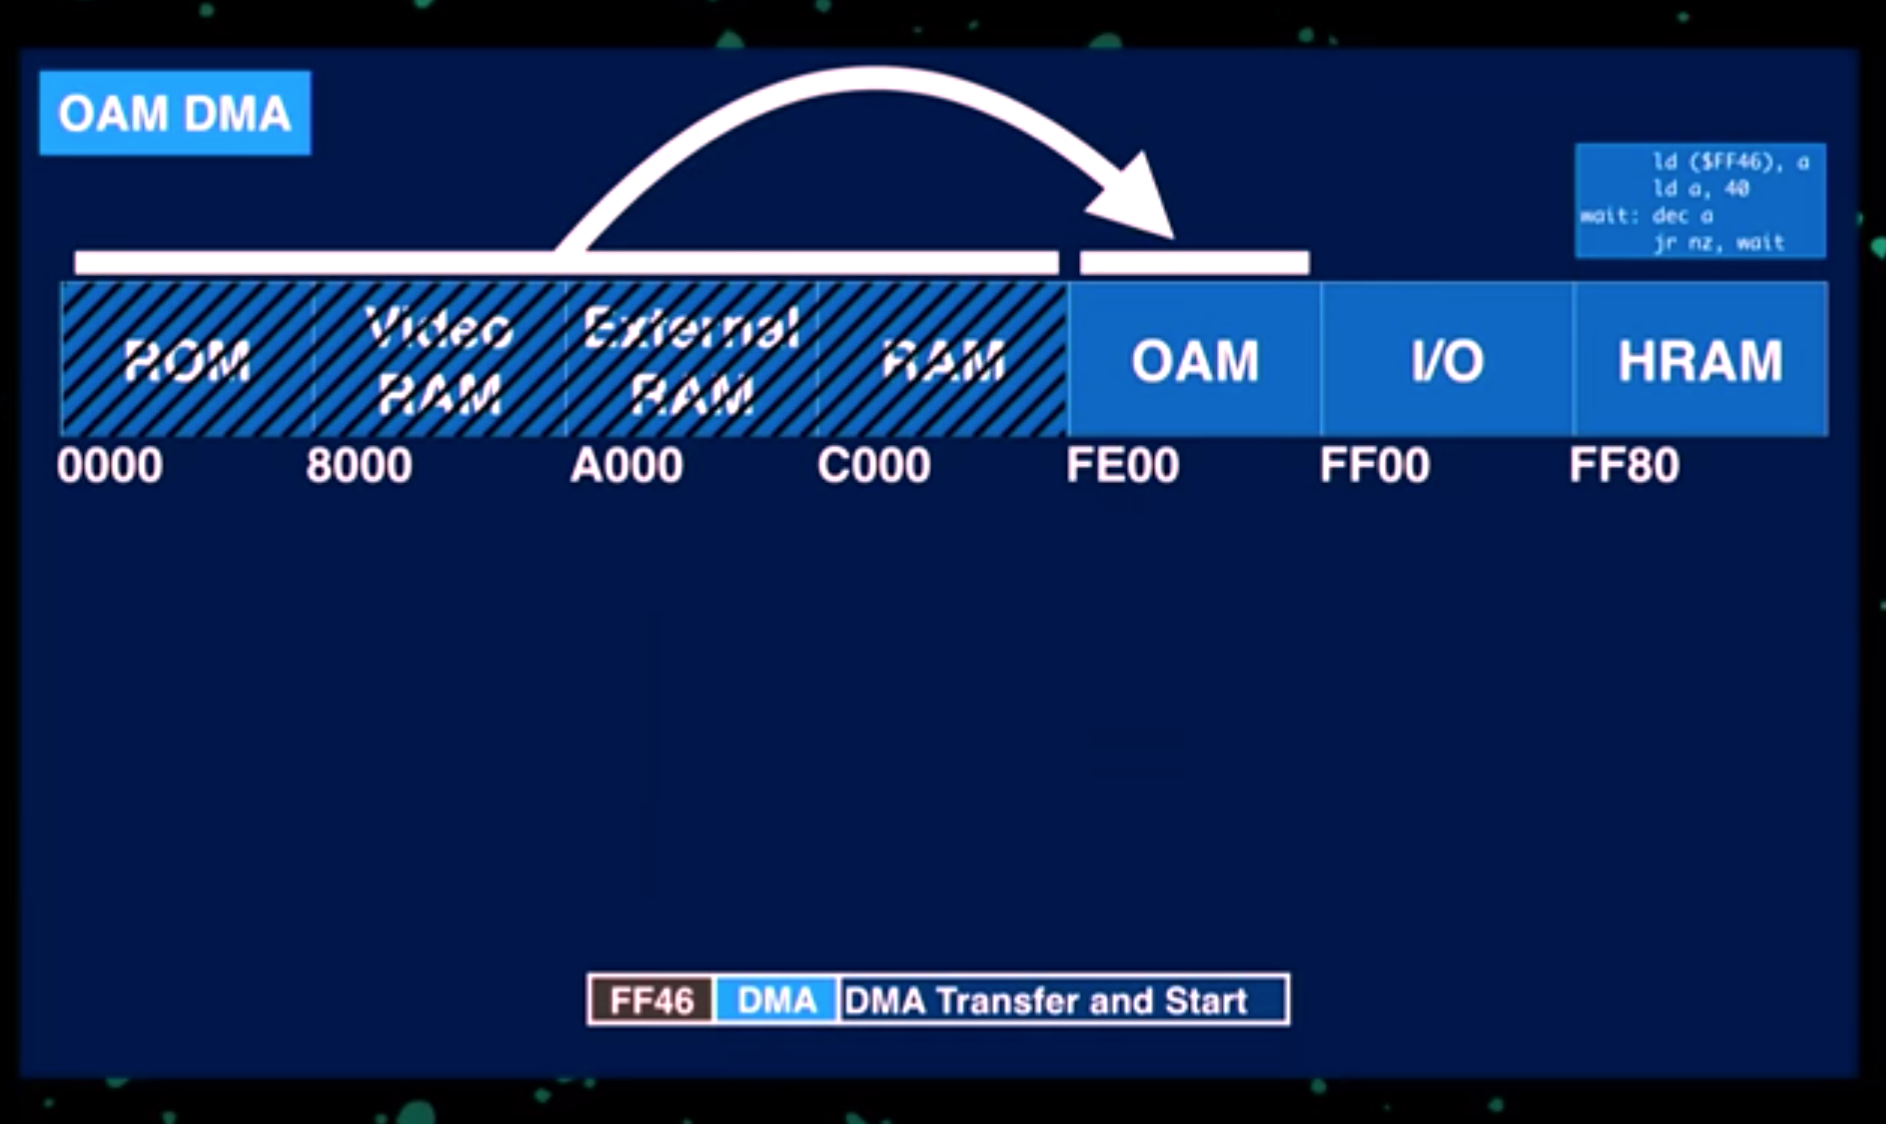 OAM DMA
ld ($FF46), a
ld a, 40
wait: dec a
jr nz, wait
ROM
Video
RAM
External
RAM
RAM
OAM
I/O
HRAM
0000
8000
A000
C000
FE00
FF00
FF80
FF46
DMA
DMA Transfer and Start